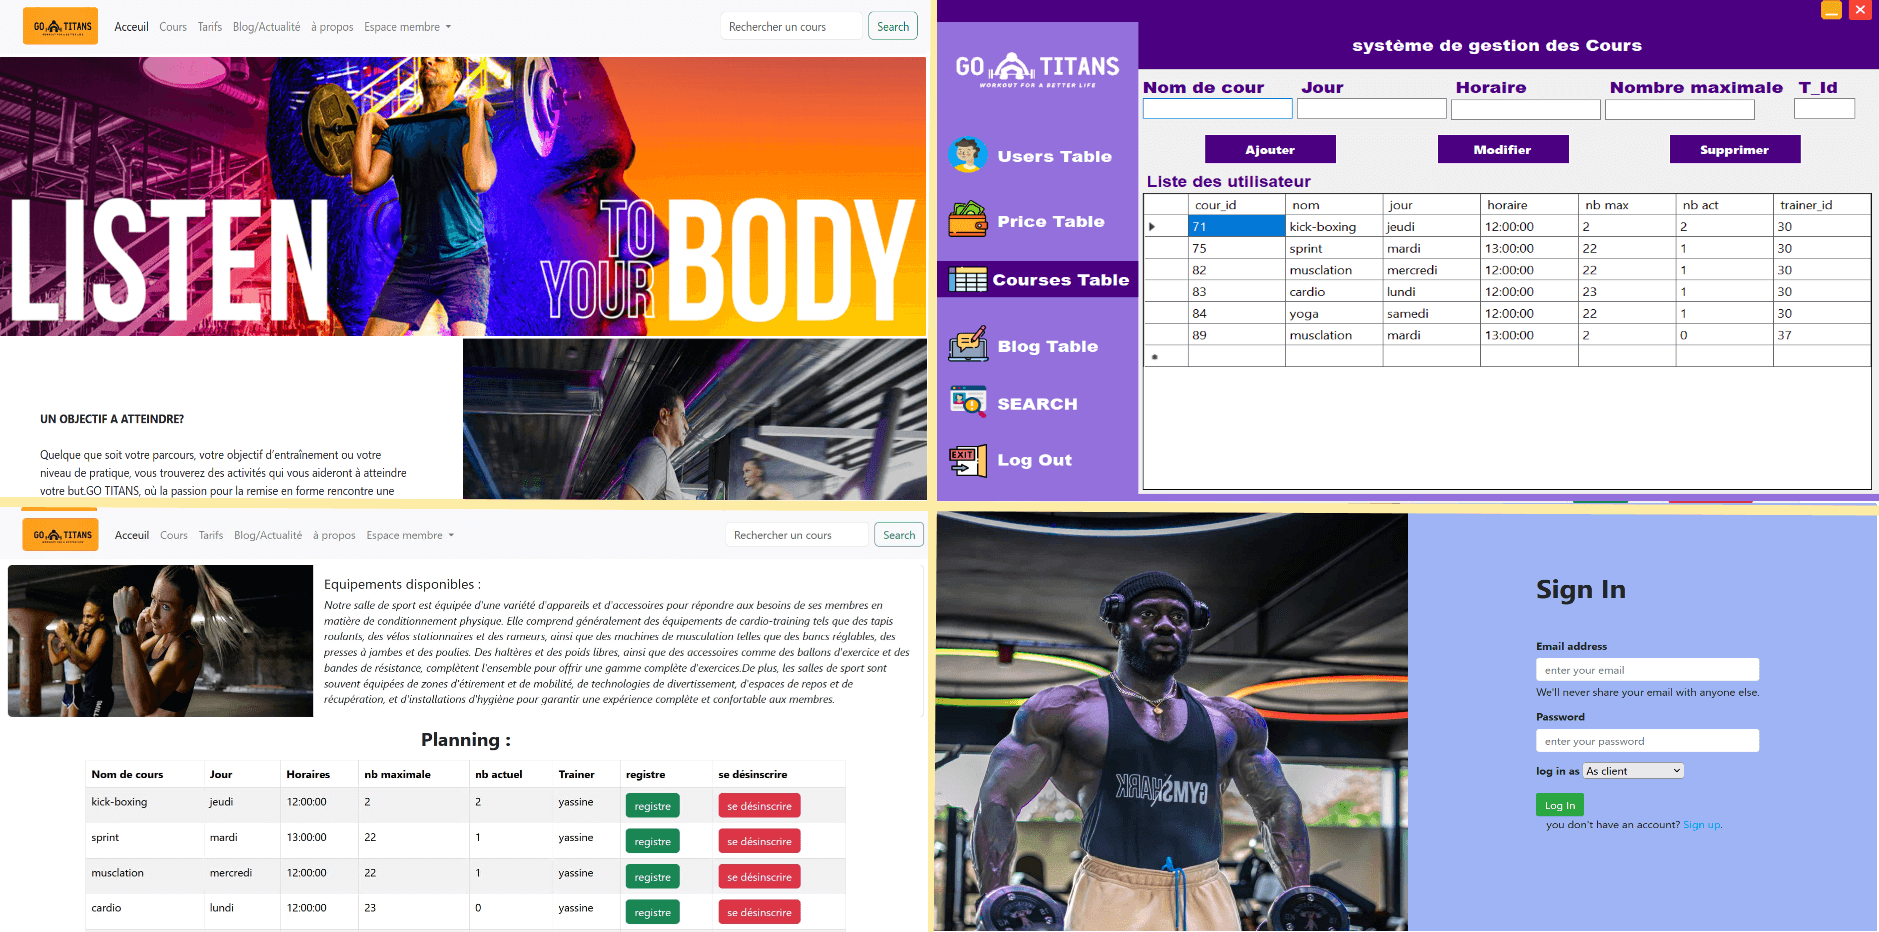 GO TITANS
Acceuil Cours Tarifs Blog/Actualité à propos Espace membre
Rechercher un cours Search
LISTEN TO YOUR BODY
UN OBJECTIF A ATTEINDRE?
Quelque que soit votre parcours, votre objectif d'entraînement ou votre
niveau de pratique, vous trouverez des activités qui vous aideront à atteindre
votre but.GO TITANS, où la passion pour la remise en forme rencontre une
système de gestion des Cours
GO TITANS
WORKOUT FOR A BETTER LIFE
Users Table
Price Table
Courses Table
Blog Table
SEARCH
EXIT
Log Out
Nom de cour Jour Horaire Nombre maximale T_Id
Ajouter Modifier Supprimer
Liste des utilisateur
cour_id nom jour horaire nb max nb act trainer_id
71 kick-boxing jeudi 12:00:00 2 2 30
75 sprint mardi 13:00:00 22 1 30
82 musclation mercredi 12:00:00 22 1 30
83 cardio lundi 12:00:00 23 1 30
84 yoga samedi 12:00:00 22 1 30
89 musclation mardi 13:00:00 2 0 37
GO TITANS
Acceuil Cours Tarifs Blog/Actualité à propos Espace membre
Rechercher un cours Search
Equipements disponibles :
Notre salle de sport est équipée d'une variété d'appareils et d'accessoires pour répondre aux besoins de ses membres en
matière de conditionnement physique. Elle comprend généralement des équipements de cardio-training tels que des tapis
roulants, des vélos stationnaires et des rameurs, ainsi que des machines de musculation telles que des bancs réglables, des
presses à jambes et des poulies. Des haltères et des poids libres, ainsi que des accessoires comme des ballons d'exercice et des
bandes de résistance, complètent l'ensemble pour offrir une gamme complète d'exercices.De plus, les salles de sport sont
souvent équipées de zones d'étirement et de mobilité, de technologies de divertissement, d'espaces de repos et de
récupération, et d'installations d'hygiène pour garantir une expérience complète et confortable aux membres.
Planning :
Nom de cours Jour Horaires nb maximale nb actuel Trainer registre se désinscrire
kick-boxing jeudi 12:00:00 2 2 yassine registre se désinscrire
sprint mardi 13:00:00 22 1 yassine registre se désinscrire
musclation mercredi 12:00:00 22 1 yassine registre se désinscrire
cardio lundi 12:00:00 23 0 yassine registre se désinscrire
GYMSHARK
Sign In
Email address
enter your email
We'll never share your email with anyone else.
Password
enter your password
log in as As client
Log In
you don't have an account? Sign up.